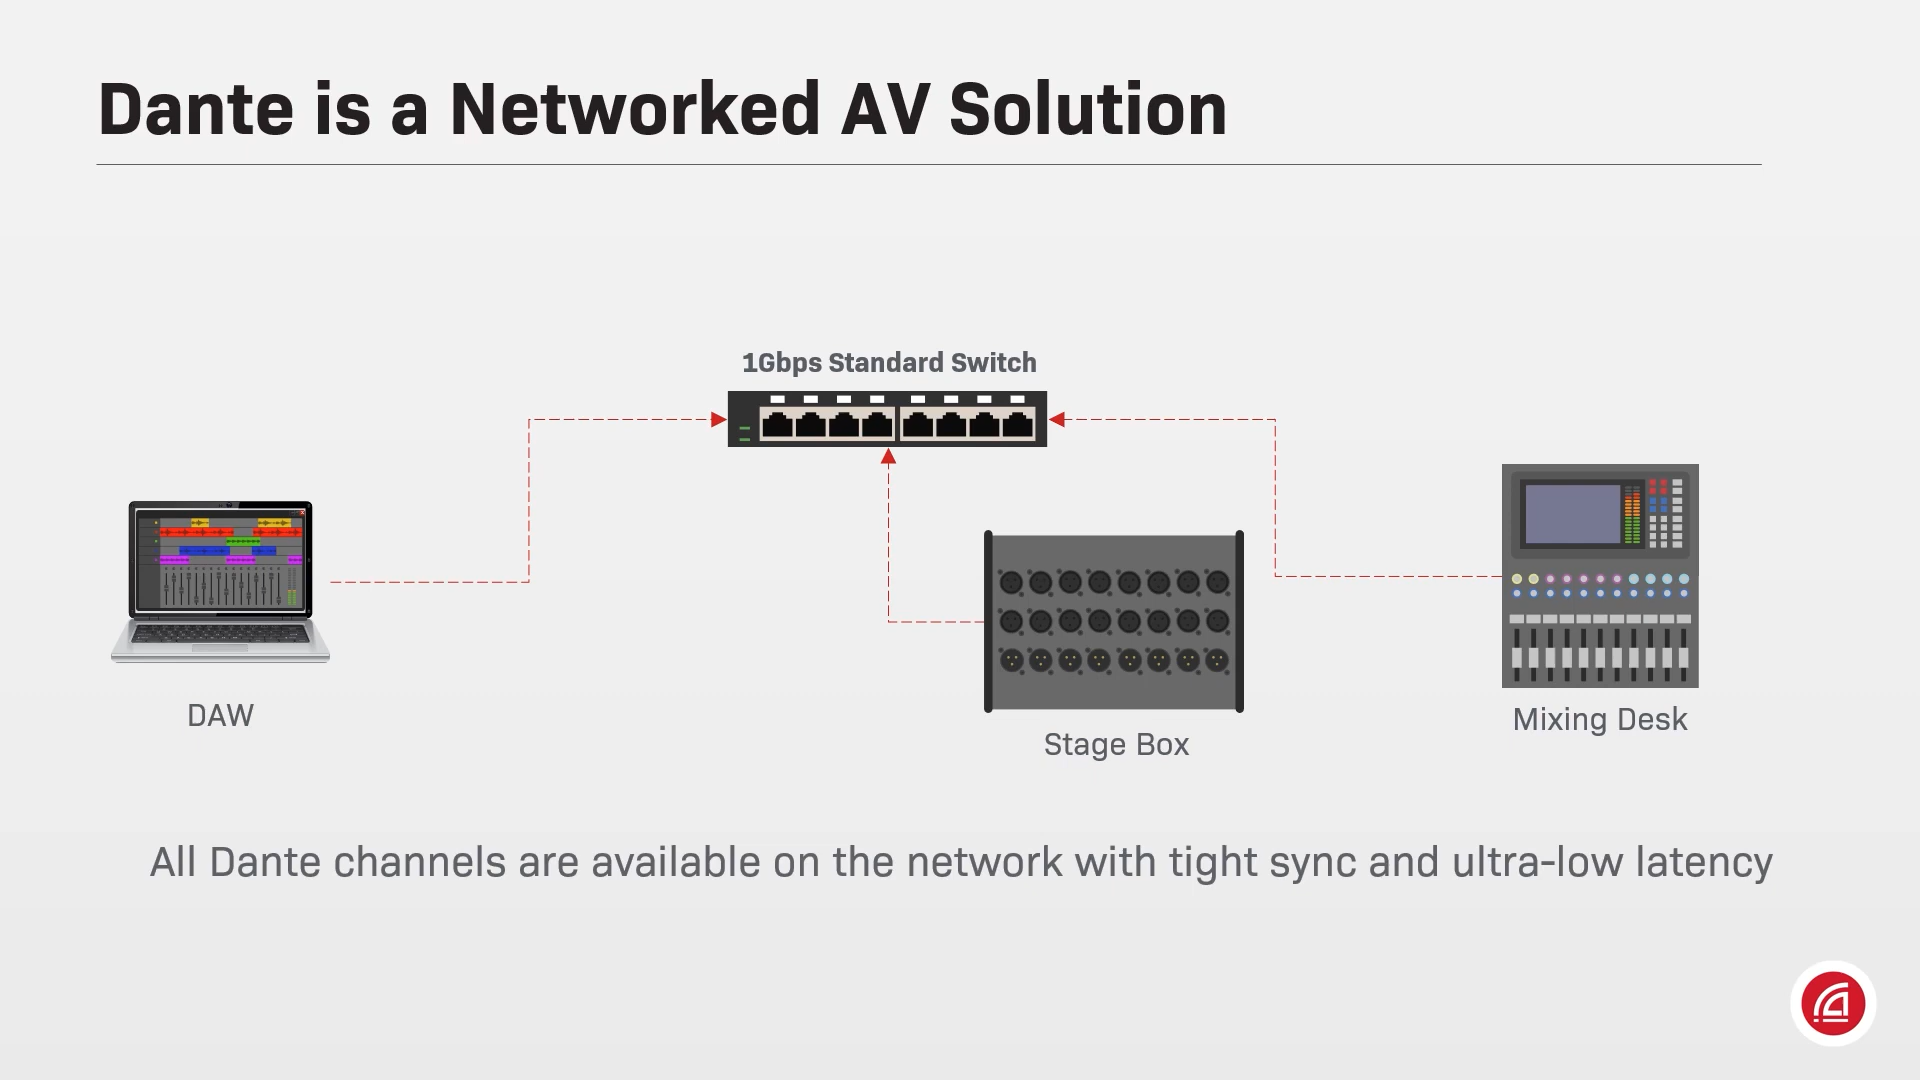 Dante is a Networked AV Solution
1Gbps Standard Switch
DAW
Stage Box
Mixing Desk
All Dante channels are available on the network with tight sync and ultra-low latency